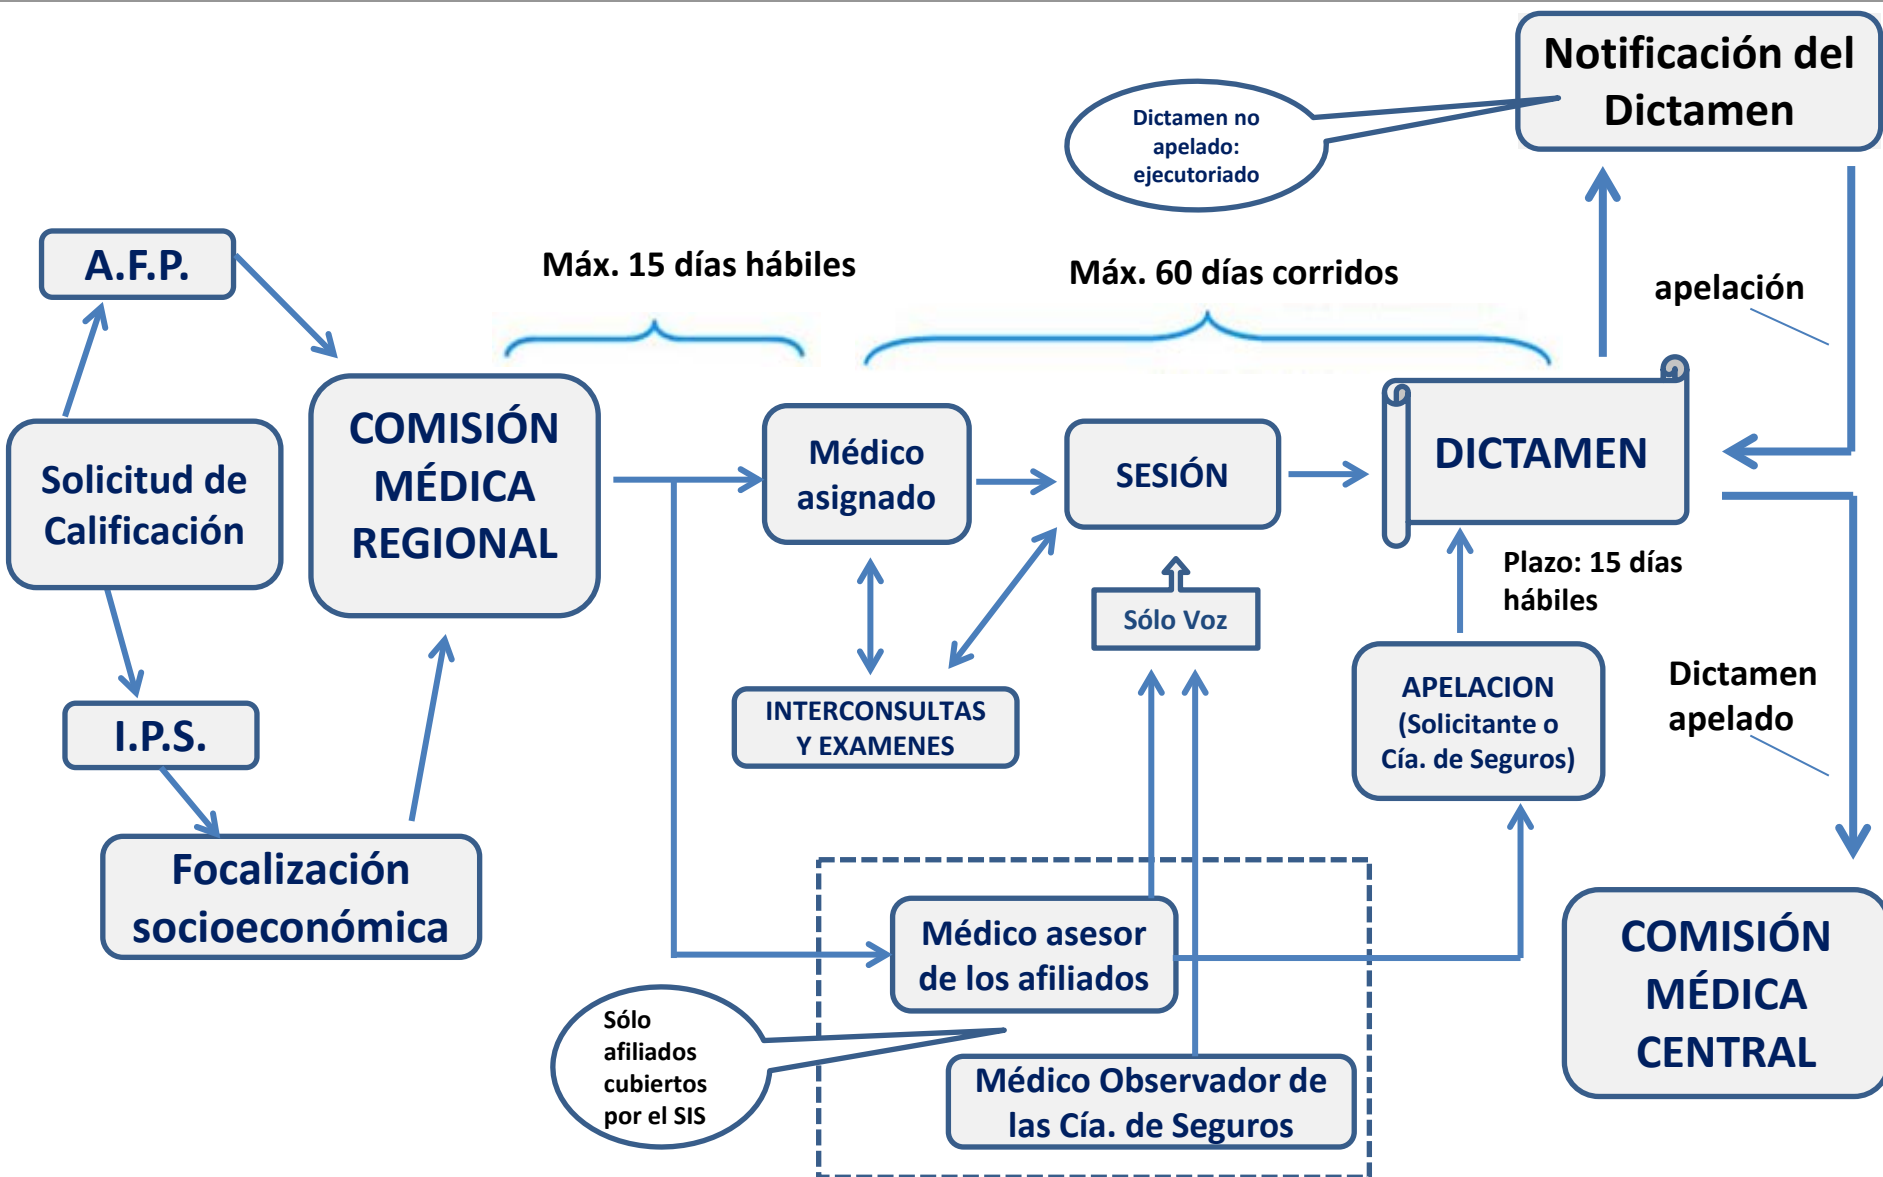 Notificación del
Dictamen
Dictamen no
apelado:
ejecutoriado
A.F.P.
Máx. 15 días hábiles
Máx. 60 días corridos
apelación
Solicitud de
Calificación
COMISIÓN
MÉDICA
REGIONAL
Médico
asignado
SESIÓN
DICTAMEN
Plazo: 15 días
hábiles
Sólo Voz
I.P.S.
INTERCONSULTAS
Y EXAMENES
APELACION
(Solicitante o
Cía. de Seguros)
Dictamen
apelado
Focalización
socioeconómica
Médico asesor
de los afiliados
COMISIÓN
MÉDICA
CENTRAL
Sólo
afiliados
cubiertos
por el SIS
Médico Observador de
las Cía. de Seguros